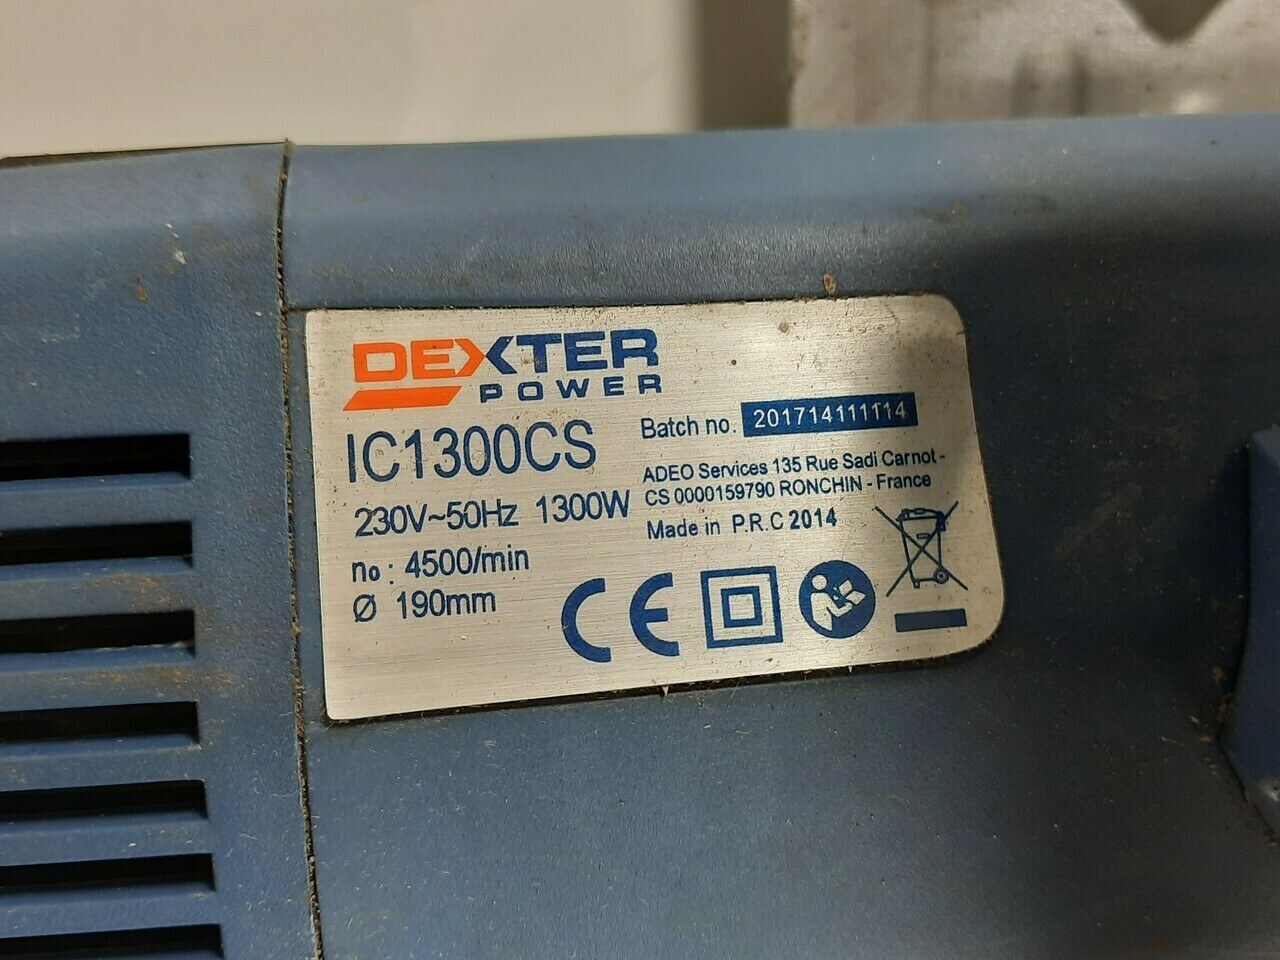 DEXTER
POWER
IC1300CS
230V~50Hz 1300W
no : 4500/min
Ø 190mm
Batch no. 201714111114
ADEO Services 135 Rue Sadi Carnot -
CS 0000159790 RONCHIN - France
Made in P.R.C 2014
CE